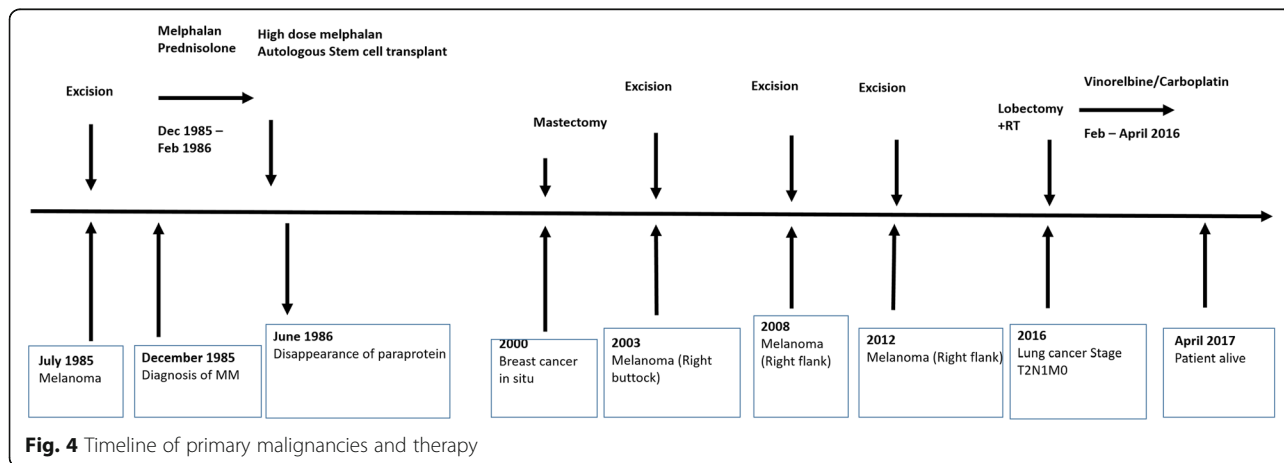 Melphalan
Prednisolone
High dose melphalan
Autologous Stem cell transplant
Excision
Dec 1985 –
Feb 1986
Mastectomy
Excision
Excision
Excision
Lobectomy
+RT
Vinorelbine/Carboplatin
Feb – April 2016
July 1985
Melanoma
December 1985
Diagnosis of MM
June 1986
Disappearance of paraprotein
2000
Breast cancer
in situ
2003
Melanoma (Right
buttock)
2008
Melanoma
(Right flank)
2012
Melanoma (Right flank)
2016
Lung cancer Stage
T2N1M0
April 2017
Patient alive
Fig. 4 Timeline of primary malignancies and therapy